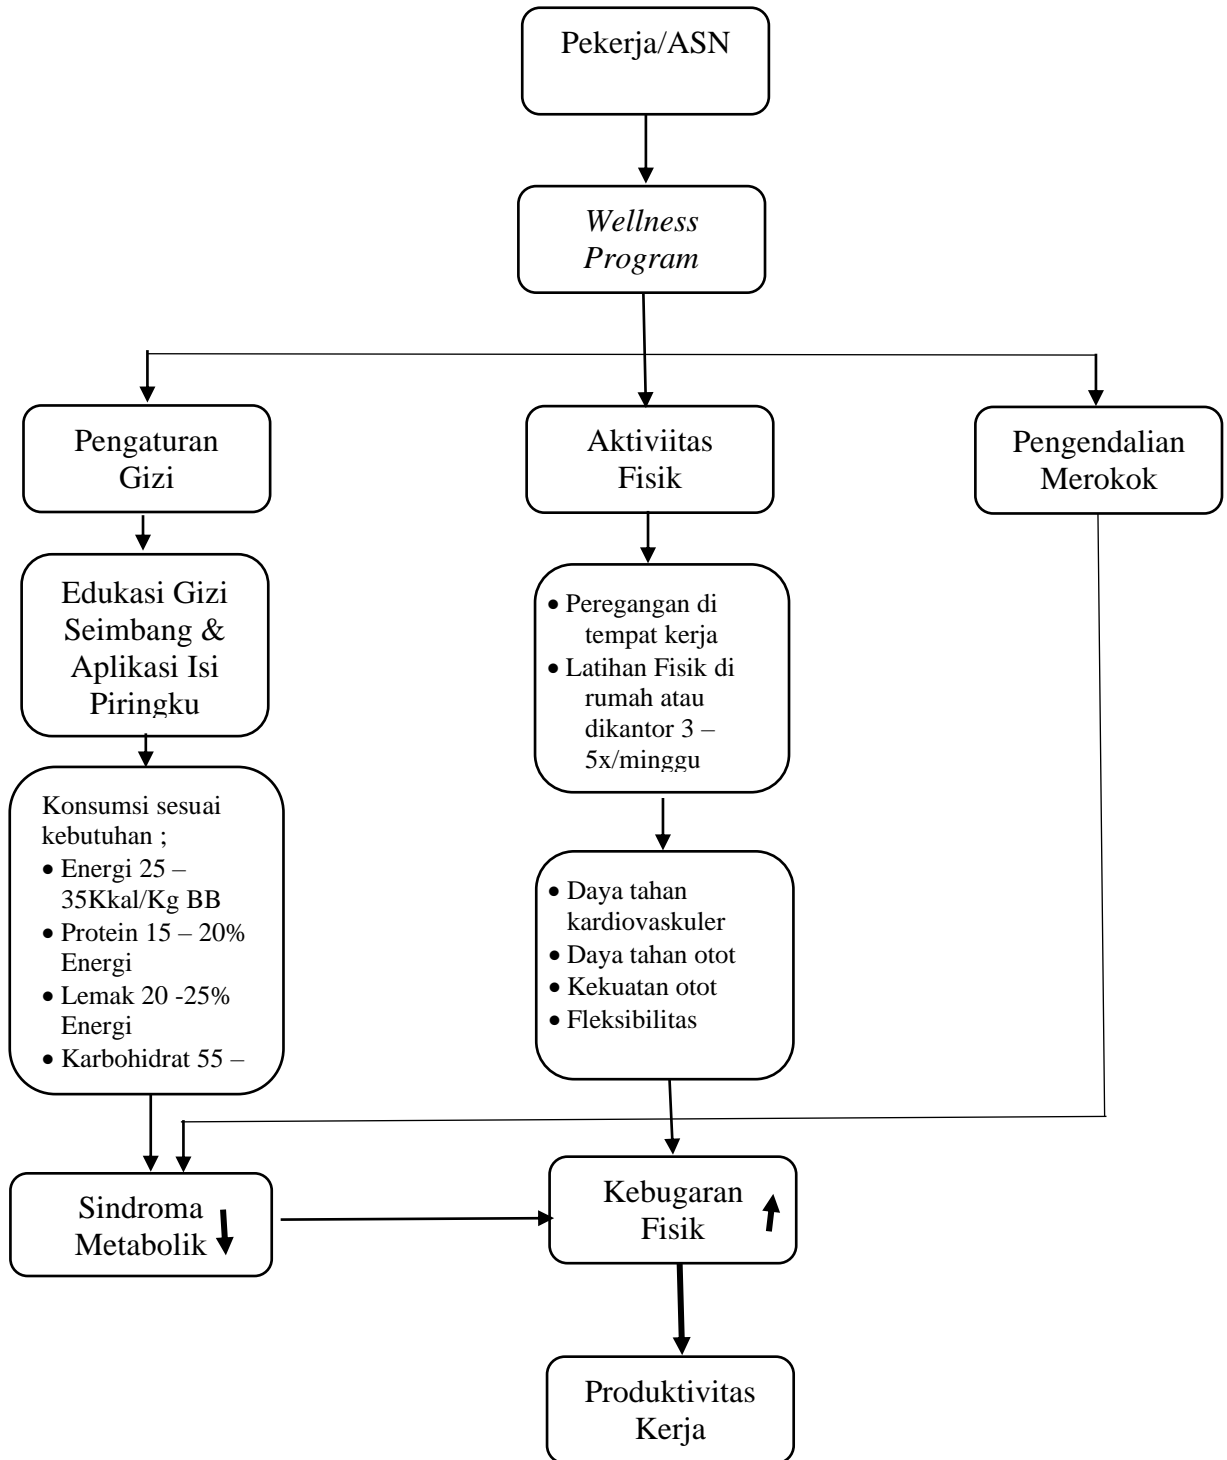 Pekerja/ASN
Wellness
Program
Pengaturan
Gizi
Aktiviitas
Fisik
Pengendalian
Merokok
Edukasi Gizi
Seimbang &
Aplikasi Isi
Piringku
• Peregangan di
tempat kerja
• Latihan Fisik di
rumah atau
dikantor 3 –
5x/minggu
Konsumsi sesuai
kebutuhan ;
• Energi 25 –
35Kkal/Kg BB
• Protein 15 – 20%
Energi
• Lemak 20 -25%
Energi
• Karbohidrat 55 –
• Daya tahan
kardiovaskuler
• Daya tahan otot
• Kekuatan otot
• Fleksibilitas
Sindroma
Metabolik
Kebugaran
Fisik
Produktivitas
Kerja